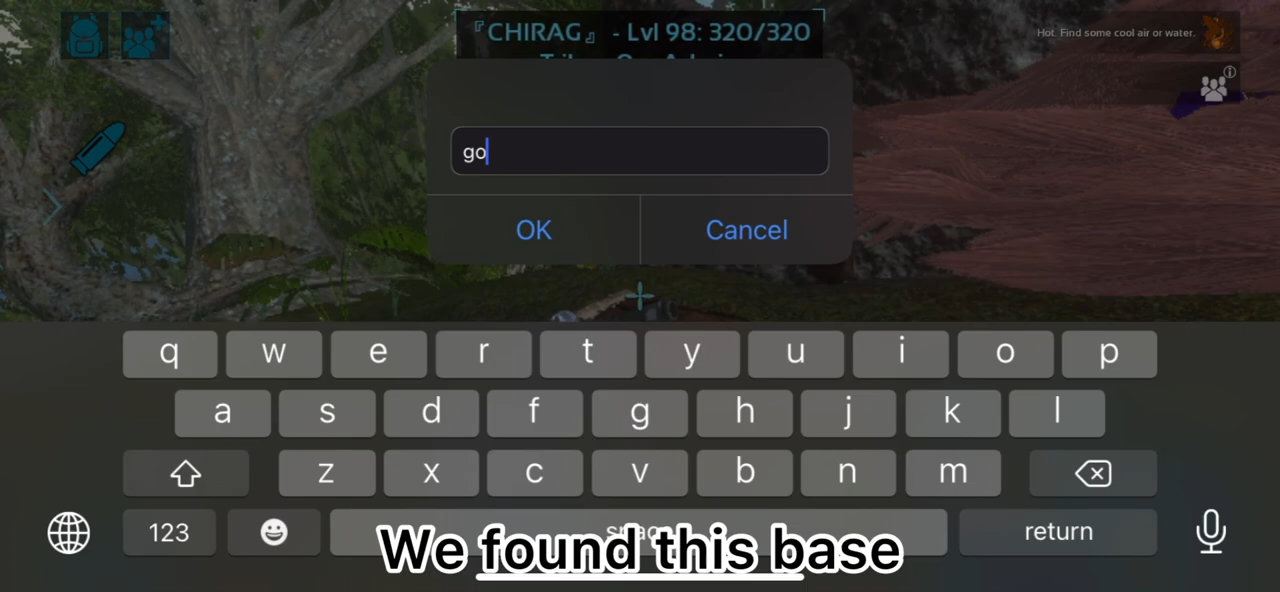 『CHIRAG』 - Lvl 98: 320/320
Hot. Find some cool air or water.
go
OK Cancel
q w e r t y u i o p
a s d f g h j k l
z x c v b n m
123 return
We found this base